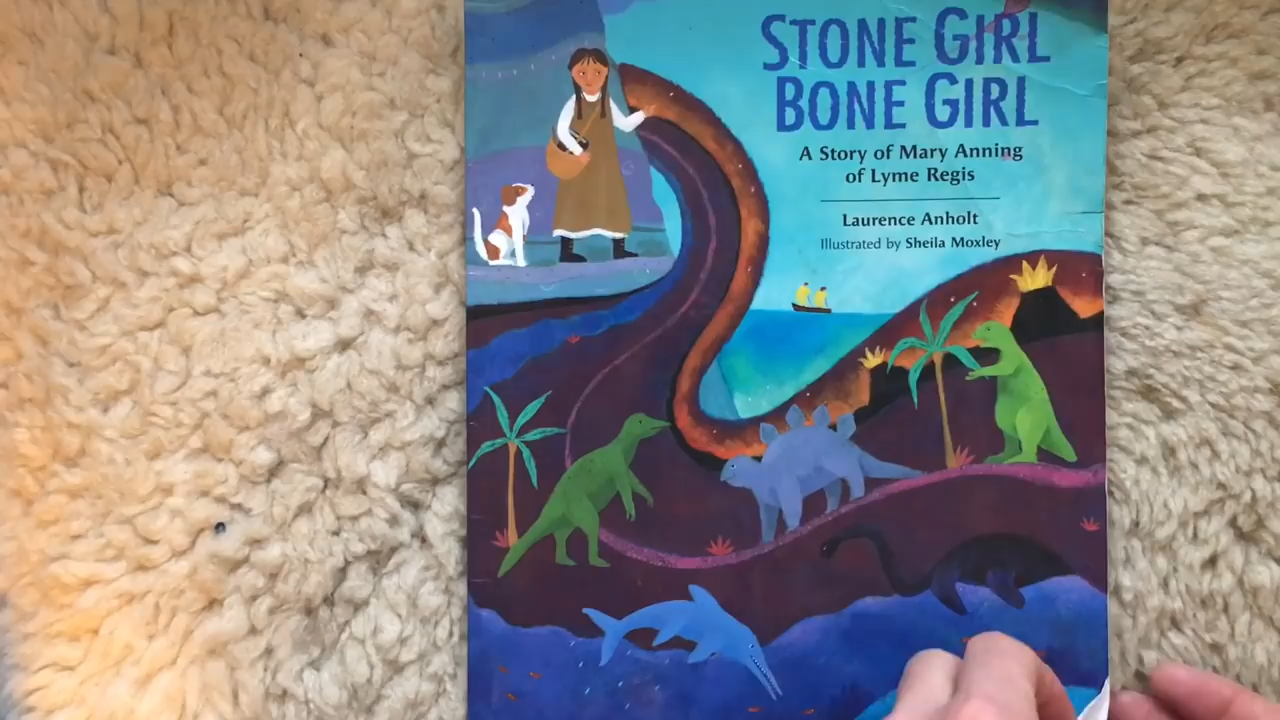 STONE GIRL
BONE GIRL
A Story of Mary Anning
of Lyme Regis
Laurence Anholt
Illustrated by Sheila Moxley